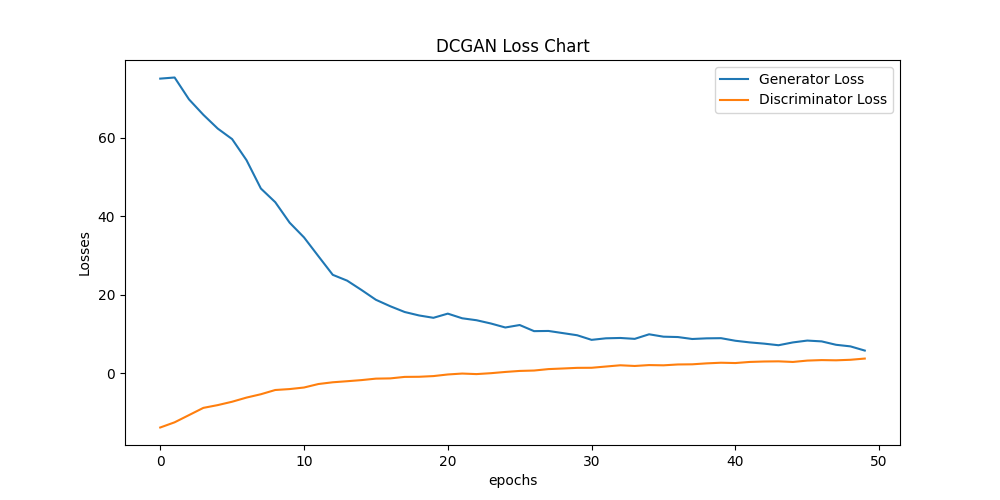 DCGAN Loss Chart
Generator Loss
Discriminator Loss
Losses
60
40
20
0
0 10 20 30 40 50
epochs